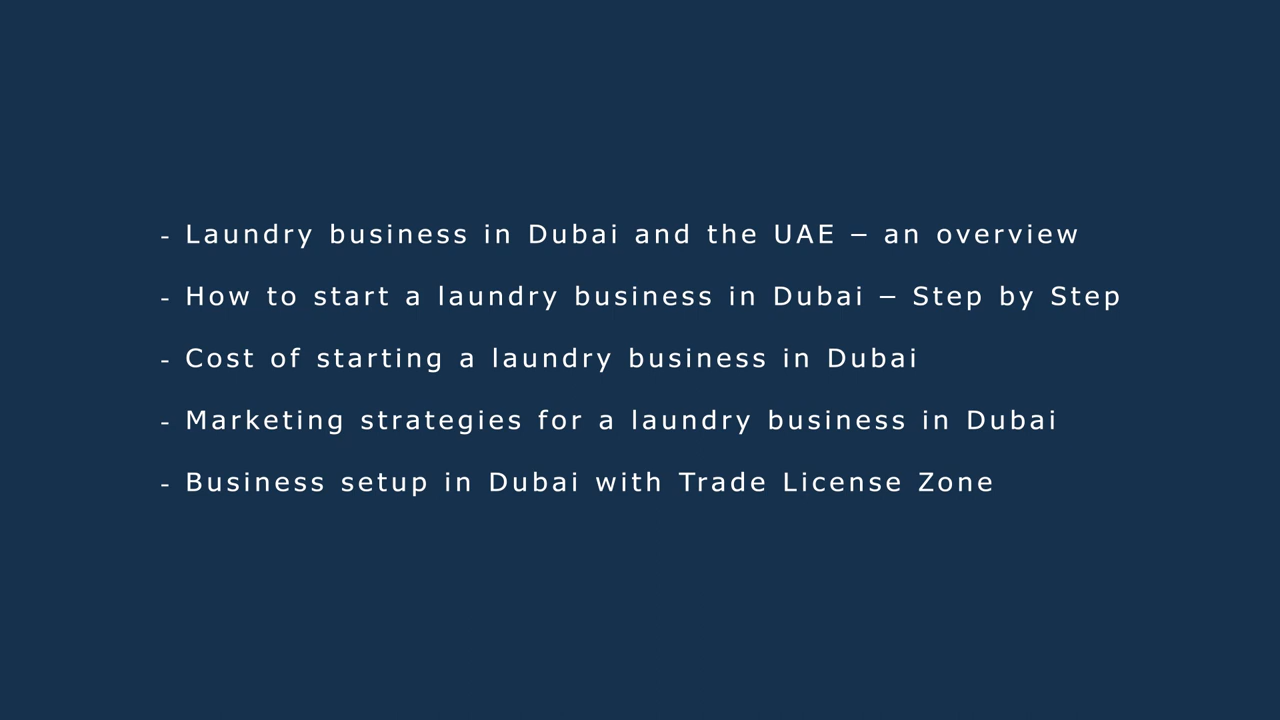 - Laundry business in Dubai and the UAE – an overview
- How to start a laundry business in Dubai – Step by Step
- Cost of starting a laundry business in Dubai
- Marketing strategies for a laundry business in Dubai
- Business setup in Dubai with Trade License Zone